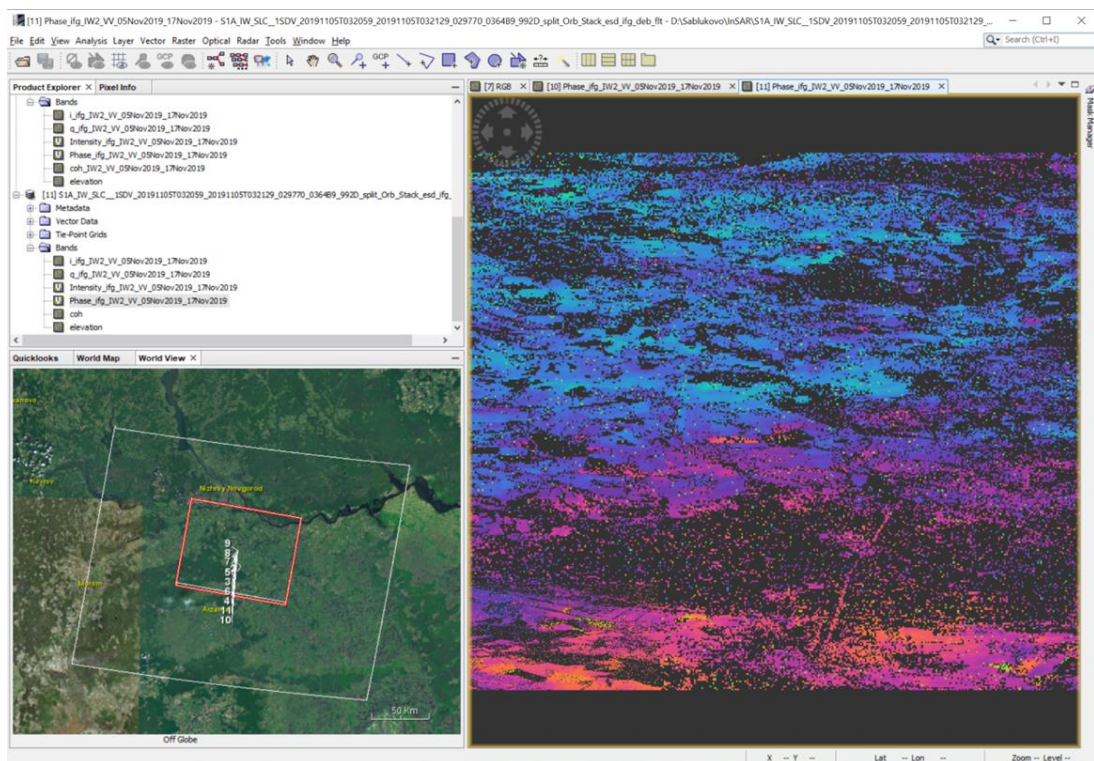 [11] Phase_ifg_IW2_VV_05Nov2019_17Nov2019 - S1A_IW_SLC__1SDV_20191105T032059_20191105T032129_029770_0364B9_992D_split_Orb_Stack_esd_ifg_deb_flt - D:\Sablukovo\InSAR\S1A_IW_SLC__1SDV_20191105T032059_20191105T032129_...
File Edit View Analysis Layer Vector Raster Optical Radar Tools Window Help
Search (Ctrl+I)
GCP GCP
Product Explorer Pixel Info
[7] RGB [10] Phase_ifg_IW2_VV_05Nov2019_17Nov2019 [11] Phase_ifg_IW2_VV_05Nov2019_17Nov2019
Mask Manager
Bands
i_ifg_IW2_VV_05Nov2019_17Nov2019
q_ifg_IW2_VV_05Nov2019_17Nov2019
Intensity_ifg_IW2_VV_05Nov2019_17Nov2019
Phase_ifg_IW2_VV_05Nov2019_17Nov2019
coh_IW2_VV_05Nov2019_17Nov2019
elevation
[11] S1A_IW_SLC__1SDV_20191105T032059_20191105T032129_029770_0364B9_992D_split_Orb_Stack_esd_ifg_
Metadata
Vector Data
Tie-Point Grids
Bands
i_ifg_IW2_VV_05Nov2019_17Nov2019
q_ifg_IW2_VV_05Nov2019_17Nov2019
Intensity_ifg_IW2_VV_05Nov2019_17Nov2019
Phase_ifg_IW2_VV_05Nov2019_17Nov2019
coh
elevation
Quicklooks World Map World View
Nizhniy Novgorod
9
8
7
5
3
6
4
11
10
50 Km
Off Globe
X -- Y -- Lat -- Lon -- Zoom -- Level --